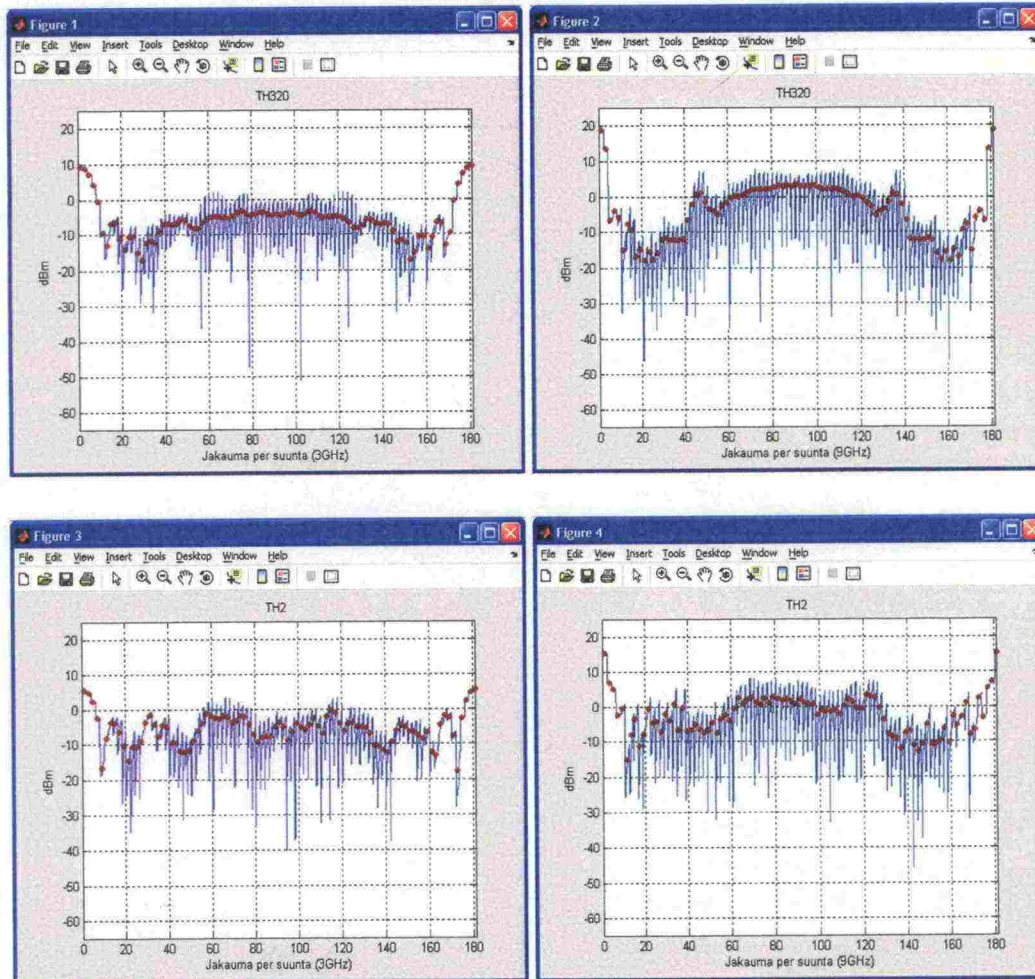 Figure 1
File Edit View Insert Tools Desktop Window Help
TH320
20
10
0
-10
-20
-30
-40
-50
-60
dBm
0 20 40 60 80 100 120 140 160 180
Jakauma per suunta (3GHz)
Figure 2
File Edit View Insert Tools Desktop Window Help
TH320
20
10
0
-10
-20
-30
-40
-50
-60
dBm
0 20 40 60 80 100 120 140 160 180
Jakauma per suunta (9GHz)
Figure 3
File Edit View Insert Tools Desktop Window Help
TH2
20
10
0
-10
-20
-30
-40
-50
-60
dBm
0 20 40 60 80 100 120 140 160 180
Jakauma per suunta (3GHz)
Figure 4
File Edit View Insert Tools Desktop Window Help
TH2
20
10
0
-10
-20
-30
-40
-50
-60
dBm
0 20 40 60 80 100 120 140 160 180
Jakauma per suunta (9GHz)